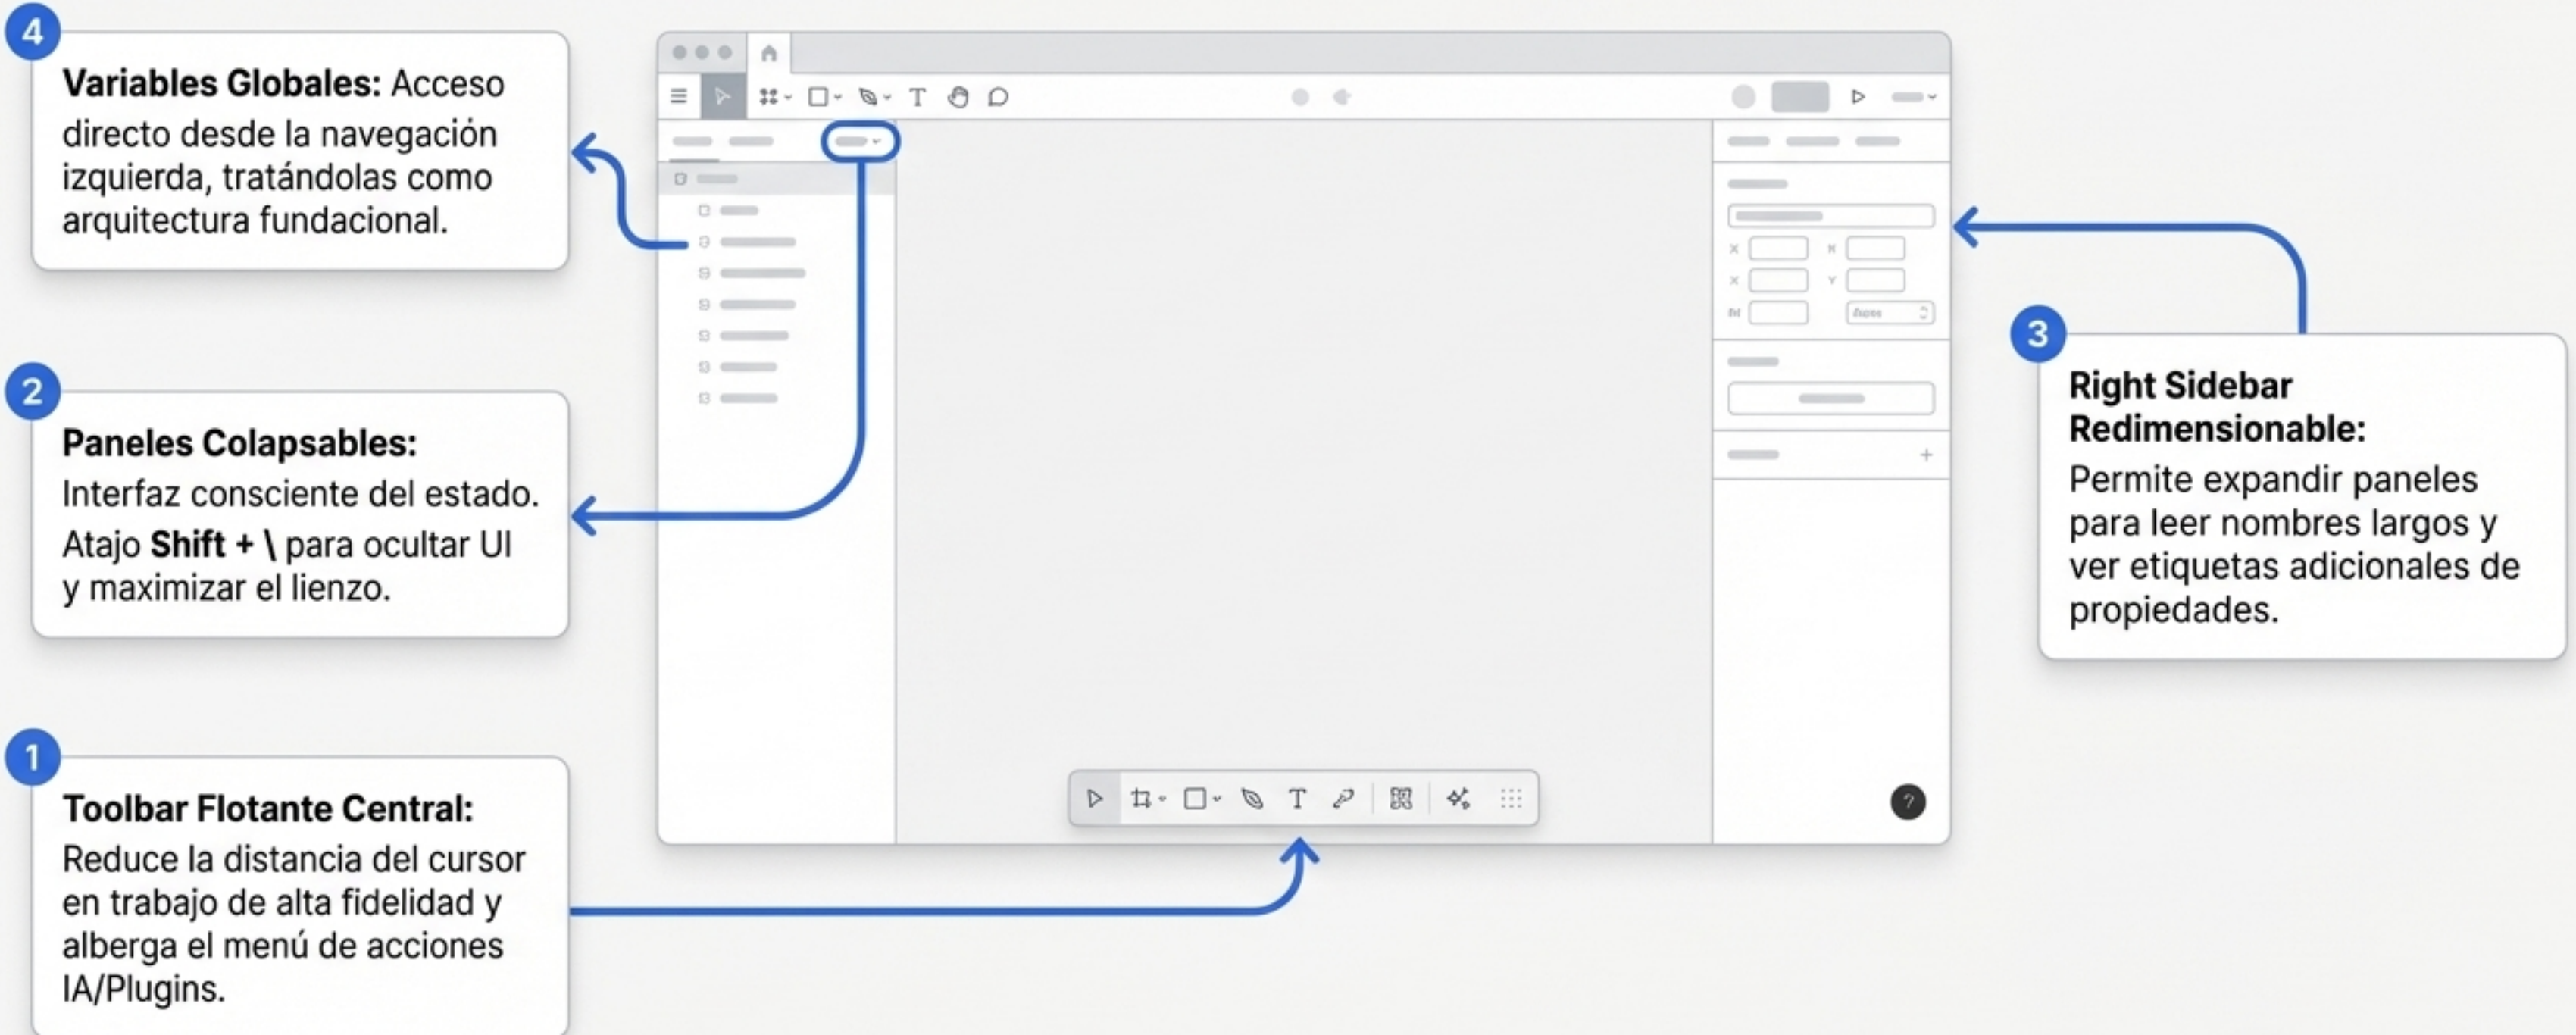 4
Variables Globales: Acceso
directo desde la navegación
izquierda, tratándolas como
arquitectura fundacional.
2
Paneles Colapsables:
Interfaz consciente del estado.
Atajo Shift + \ para ocultar UI
y maximizar el lienzo.
1
Toolbar Flotante Central:
Reduce la distancia del cursor
en trabajo de alta fidelidad y
alberga el menú de acciones
IA/Plugins.
T
X
X Y
T
?
3
Right Sidebar
Redimensionable:
Permite expandir paneles
para leer nombres largos y
ver etiquetas adicionales de
propiedades.